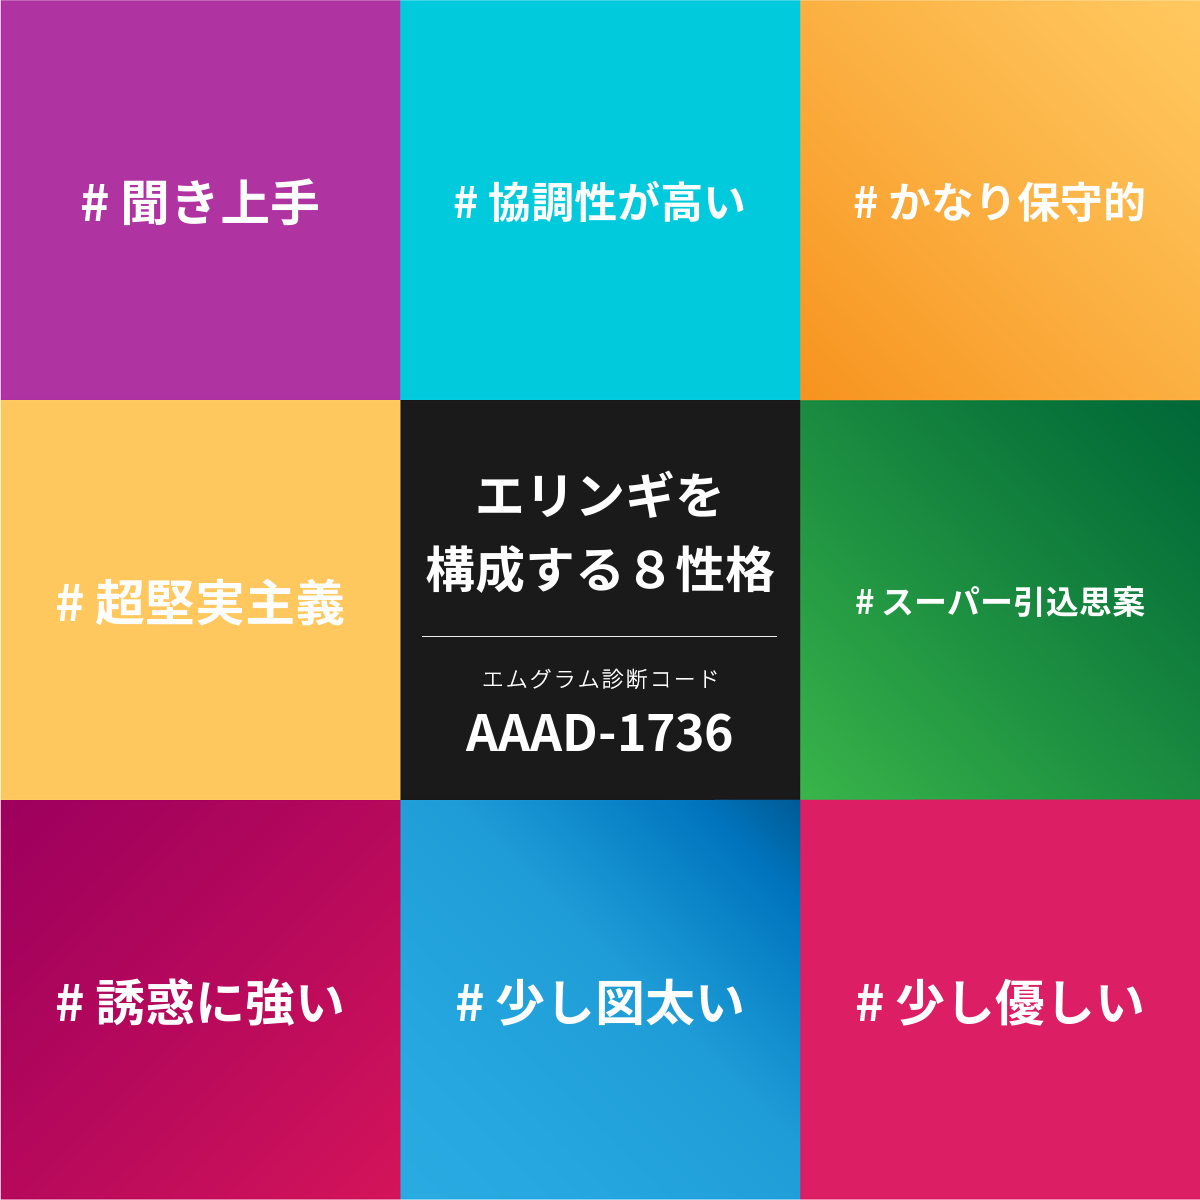 # 聞き上手
# 協調性が高い
# かなり保守的
# 超堅実主義
エリンギを
構成する８性格
エムグラム診断コード
AAAD-1736
# スーパー引込思案
# 誘惑に強い
# 少し図太い
# 少し優しい